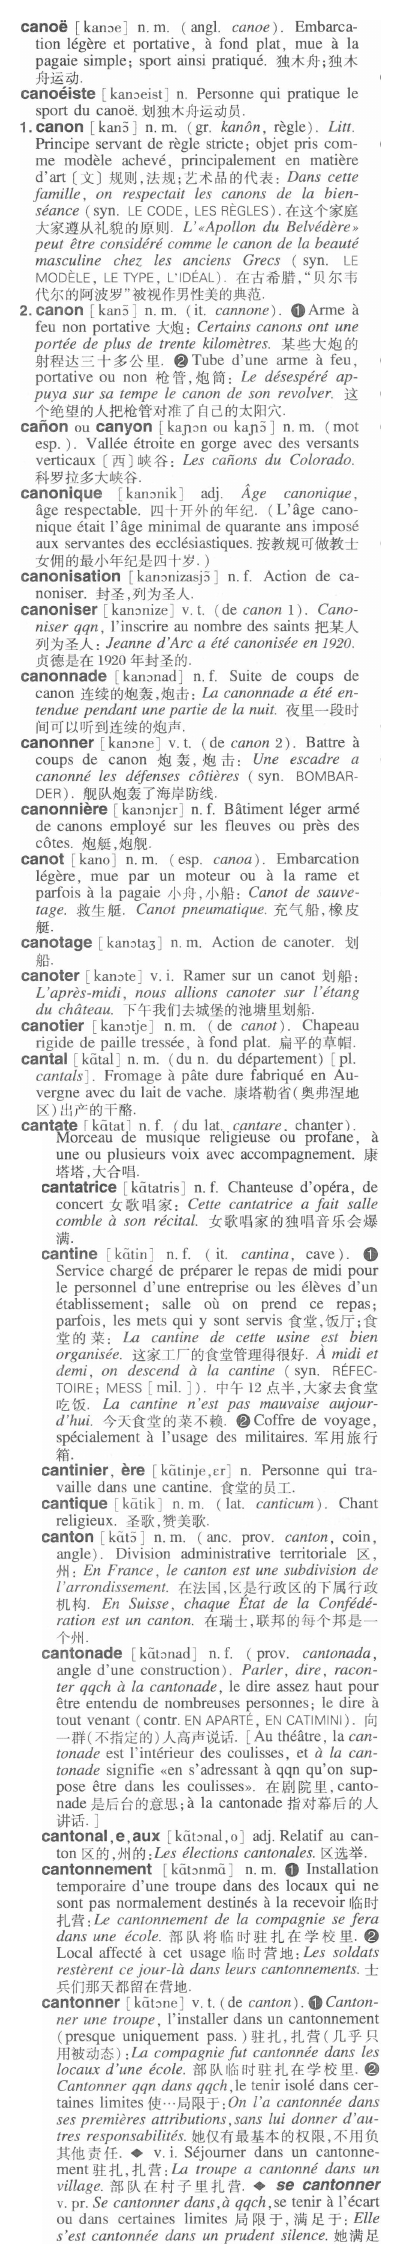 canoë [kanɔe] n. m. (angl. canoe). Embarca-
tion légère et portative, à fond plat, mue à la
pagaie simple; sport ainsi pratiqué. 独木舟;独木
舟运动.
canoéiste [kanɔeist] n. Personne qui pratique le
sport du canoë. 划独木舟运动员.
1. canon [kanɔ̃] n. m. (gr. kanôn, règle). Litt.
Principe servant de règle stricte; objet pris com-
me modèle achevé, principalement en matière
d'art〔文〕规则,法规;艺术品的代表: Dans cette
famille, on respectait les canons de la bien-
séance (syn. LE CODE, LES RÈGLES). 在这个家庭
大家遵从礼貌的原则. L'«Apollon du Belvédère»
peut être considéré comme le canon de la beauté
masculine chez les anciens Grecs (syn. LE
MODÈLE, LE TYPE, L'IDÉAL). 在古希腊,“贝尔韦
代尔的阿波罗”被视作男性美的典范.
2. canon [kanɔ̃] n. m. (it. cannone). ❶ Arme à
feu non portative 大炮: Certains canons ont une
portée de plus de trente kilomètres. 某些大炮的
射程达三十多公里. ❷ Tube d'une arme à feu,
portative ou non 枪管,炮筒: Le désespéré ap-
puya sur sa tempe le canon de son revolver. 这
个绝望的人把枪管对准了自己的太阳穴.
cañon ou canyon [kaɲɔn ou kaɲɔ̃] n. m. (mot
esp.). Vallée étroite en gorge avec des versants
verticaux〔西〕峡谷: Les cañons du Colorado.
科罗拉多大峡谷.
canonique [kanɔnik] adj. Âge canonique,
âge respectable. 四十开外的年纪. (L'âge cano-
nique était l'âge minimal de quarante ans imposé
aux servantes des ecclésiastiques. 按教规可做教士
女佣的最小年纪是四十岁.)
canonisation [kanɔnizasjɔ̃] n. f. Action de ca-
noniser. 封圣,列为圣人.
canoniser [kanɔnize] v. t. (de canon 1). Cano-
niser qqn, l'inscrire au nombre des saints 把某人
列为圣人: Jeanne d'Arc a été canonisée en 1920.
贞德是在 1920 年封圣的.
canonnade [kanɔnad] n. f. Suite de coups de
canon 连续的炮轰,炮击: La canonnade a été en-
tendue pendant une partie de la nuit. 夜里一段时
间可以听到连续的炮声.
canonner [kanɔne] v. t. (de canon 2). Battre à
coups de canon 炮轰,炮击: Une escadre a
canonné les défenses côtières (syn. BOMBAR-
DER). 舰队炮轰了海岸防线.
canonnière [kanɔnjɛr] n. f. Bâtiment léger armé
de canons employé sur les fleuves ou près des
côtes. 炮艇,炮舰.
canot [kano] n. m. (esp. canoa). Embarcation
légère, mue par un moteur ou à la rame et
parfois à la pagaie 小舟,小船: Canot de sauve-
tage. 救生艇. Canot pneumatique. 充气船,橡皮
艇.
canotage [kanɔtaʒ] n. m. Action de canoter. 划
船.
canoter [kanɔte] v. i. Ramer sur un canot 划船:
L'après-midi, nous allions canoter sur l'étang
du château. 下午我们去城堡的池塘里划船.
canotier [kanɔtje] n. m. (de canot). Chapeau
rigide de paille tressée, à fond plat. 扁平的草帽.
cantal [kɑ̃tal] n. m. (du n. du département) [pl.
cantals]. Fromage à pâte dure fabriqué en Au-
vergne avec du lait de vache. 康塔勒省(奥弗涅地
区)出产的干酪.
cantate [kɑ̃tat] n. f. (du lat. cantare, chanter).
Morceau de musique religieuse ou profane, à
une ou plusieurs voix avec accompagnement. 康
塔塔,大合唱.
cantatrice [kɑ̃tatris] n. f. Chanteuse d'opéra, de
concert 女歌唱家: Cette cantatrice a fait salle
comble à son récital. 女歌唱家的独唱音乐会爆
满.
cantine [kɑ̃tin] n. f. (it. cantina, cave). ❶
Service chargé de préparer le repas de midi pour
le personnel d'une entreprise ou les élèves d'un
établissement; salle où on prend ce repas;
parfois, les mets qui y sont servis 食堂,饭厅;食
堂的菜: La cantine de cette usine est bien
organisée. 这家工厂的食堂管理得很好. À midi et
demi, on descend à la cantine (syn. RÉFEC-
TOIRE; MESS [mil.]). 中午 12 点半,大家去食堂
吃饭. La cantine n'est pas mauvaise aujour-
d'hui. 今天食堂的菜不赖. ❷ Coffre de voyage,
spécialement à l'usage des militaires. 军用旅行
箱.
cantinier, ère [kɑ̃tinje,ɛr] n. Personne qui tra-
vaille dans une cantine. 食堂的员工.
cantique [kɑ̃tik] n. m. (lat. canticum). Chant
religieux. 圣歌,赞美歌.
canton [kɑ̃tɔ̃] n. m. (anc. prov. canton, coin,
angle). Division administrative territoriale 区,
州: En France, le canton est une subdivision de
l'arrondissement. 在法国,区是行政区的下属行政
机构. En Suisse, chaque État de la Confédé-
ration est un canton. 在瑞士,联邦的每个邦是一
个州.
cantonade [kɑ̃tɔnad] n. f. (prov. cantonada,
angle d'une construction). Parler, dire, racon-
ter qqch à la cantonade, le dire assez haut pour
être entendu de nombreuses personnes; le dire à
tout venant (contr. EN APARTÉ, EN CATIMINI). 向
一群(不指定的)人高声说话. [Au théâtre, la can-
tonade est l'intérieur des coulisses, et à la can-
tonade signifie «en s'adressant à qqn qu'on sup-
pose être dans les coulisses». 在剧院里, canto-
nade 是后台的意思;à la cantonade 指对幕后的人
讲话.]
cantonal,e,aux [kɑ̃tɔnal,o] adj. Relatif au can-
ton 区的,州的:Les élections cantonales. 区选举.
cantonnement [kɑ̃tɔnmɑ̃] n. m. ❶ Installation
temporaire d'une troupe dans des locaux qui ne
sont pas normalement destinés à la recevoir 临时
扎营:Le cantonnement de la compagnie se fera
dans une école. 部队将临时驻扎在学校里. ❷
Local affecté à cet usage 临时营地: Les soldats
restèrent ce jour-là dans leurs cantonnements. 士
兵们那天都留在营地.
cantonner [kɑ̃tɔne] v. t. (de canton). ❶ Canton-
ner une troupe, l'installer dans un cantonnement
(presque uniquement pass.)驻扎,扎营(几乎只
用被动态):La compagnie fut cantonnée dans les
locaux d'une école. 部队临时驻扎在学校里. ❷
Cantonner qqn dans qqch,le tenir isolé dans cer-
taines limites 使…局限于:On l'a cantonnée dans
ses premières attributions,sans lui donner d'au-
tres responsabilités. 她仅有最基本的权限,不用负
其他责任. ◆ v. i. Séjourner dans un cantonne-
ment 驻扎,扎营:La troupe a cantonné dans un
village. 部队在村子里扎营. ◆ se cantonner
v. pr. Se cantonner dans,à qqch,se tenir à l'écart
ou dans certaines limites 局限于,满足于: Elle
s'est cantonnée dans un prudent silence. 她满足